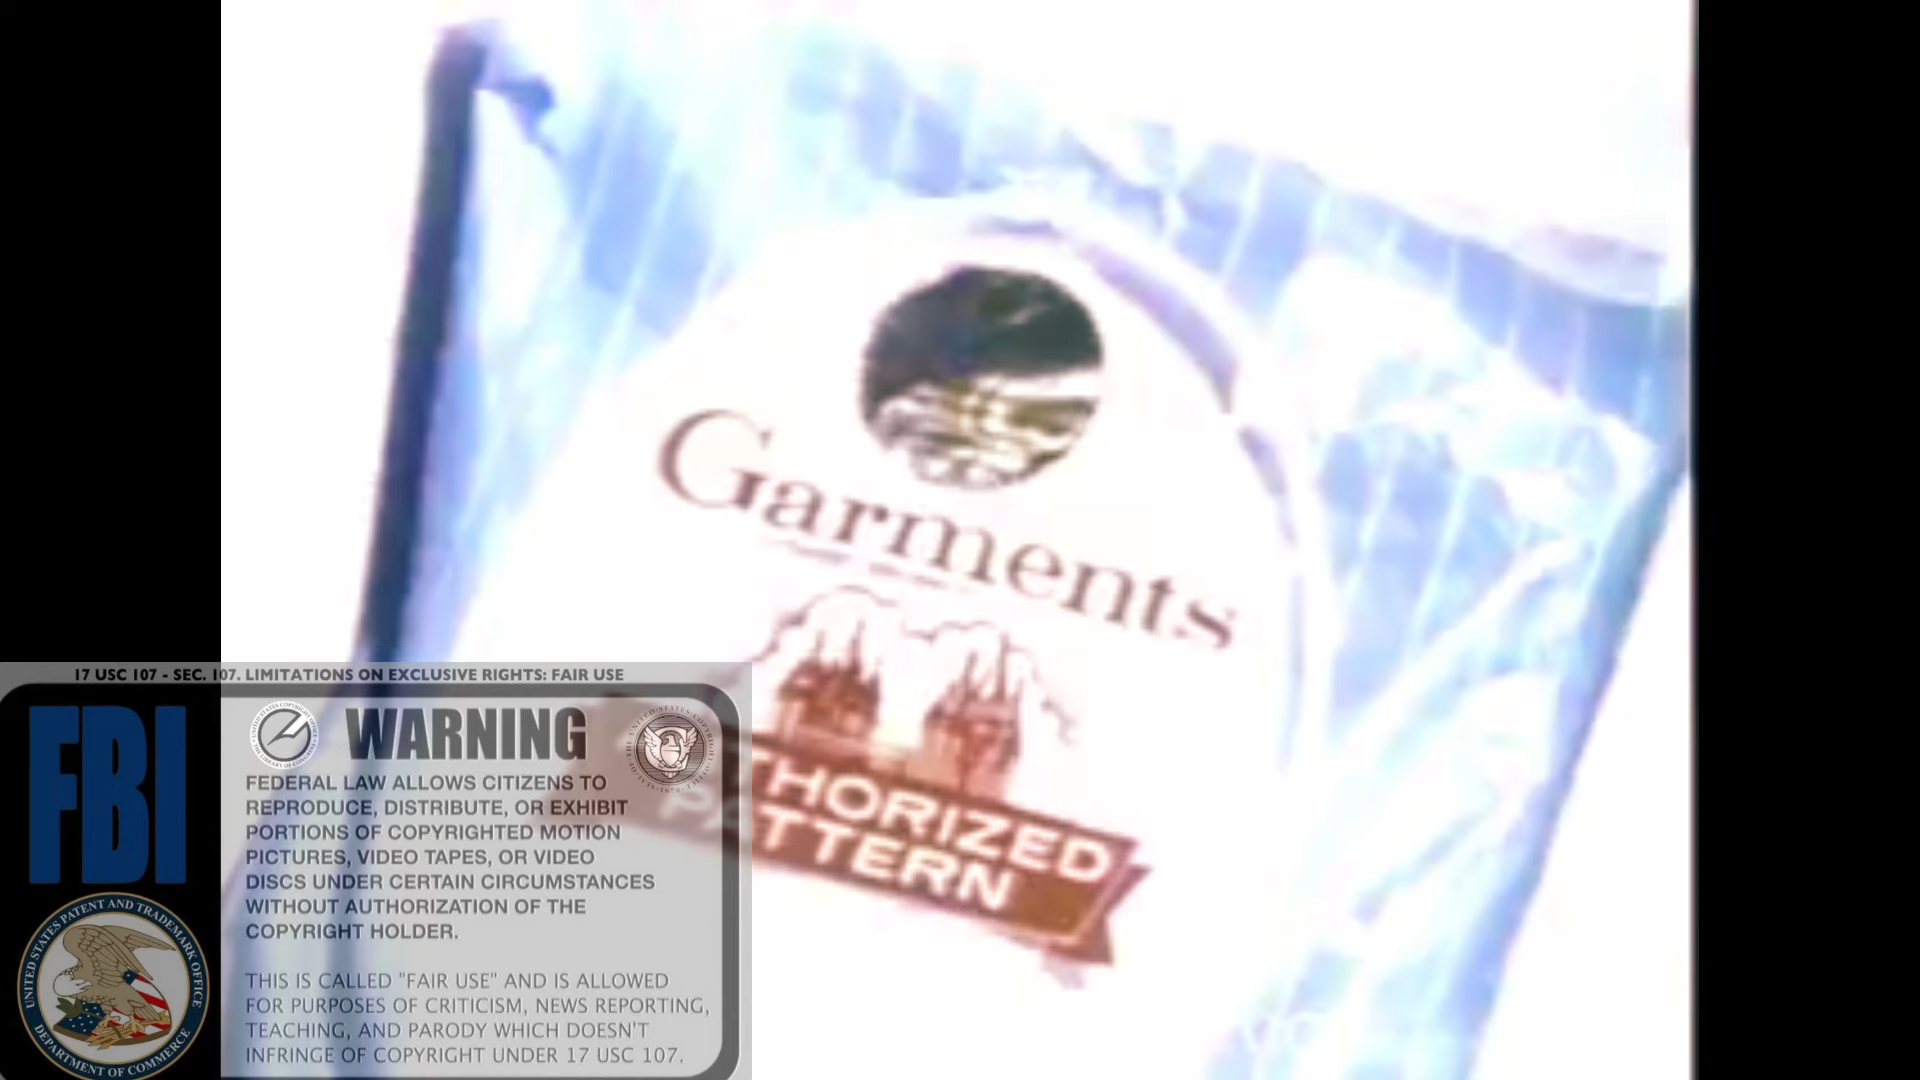 Garments
THORIZED
PATTERN
17 USC 107 - SEC. 107. LIMITATIONS ON EXCLUSIVE RIGHTS: FAIR USE
FBI
WARNING
FEDERAL LAW ALLOWS CITIZENS TO
REPRODUCE, DISTRIBUTE, OR EXHIBIT
PORTIONS OF COPYRIGHTED MOTION
PICTURES, VIDEO TAPES, OR VIDEO
DISCS UNDER CERTAIN CIRCUMSTANCES
WITHOUT AUTHORIZATION OF THE
COPYRIGHT HOLDER.
THIS IS CALLED "FAIR USE" AND IS ALLOWED
FOR PURPOSES OF CRITICISM, NEWS REPORTING,
TEACHING, AND PARODY WHICH DOESN'T
INFRINGE OF COPYRIGHT UNDER 17 USC 107.
UNITED STATES PATENT AND TRADEMARK OFFICE
DEPARTMENT OF COMMERCE